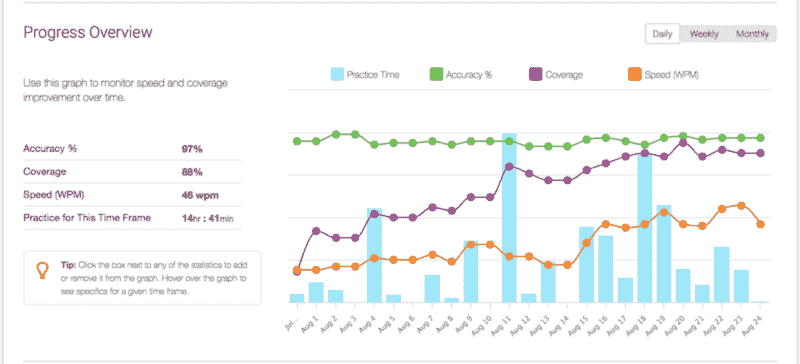 Progress Overview
Daily Weekly Monthly
Use this graph to monitor speed and coverage
improvement over time.
Practice Time Accuracy % Coverage Speed (WPM)
Accuracy % 97%
Coverage 88%
Speed (WPM) 46 wpm
Practice for This Time Frame 14hr : 41min
Tip: Click the box next to any of the statistics to add
or remove it from the graph. Hover over the graph to
see specifics for a given time frame.
Jul... Aug 1 Aug 2 Aug 3 Aug 4 Aug 5 Aug 6 Aug 7 Aug 8 Aug 9 Aug 10 Aug 11 Aug 12 Aug 13 Aug 14 Aug 15 Aug 16 Aug 17 Aug 18 Aug 19 Aug 20 Aug 21 Aug 22 Aug 23 Aug 24